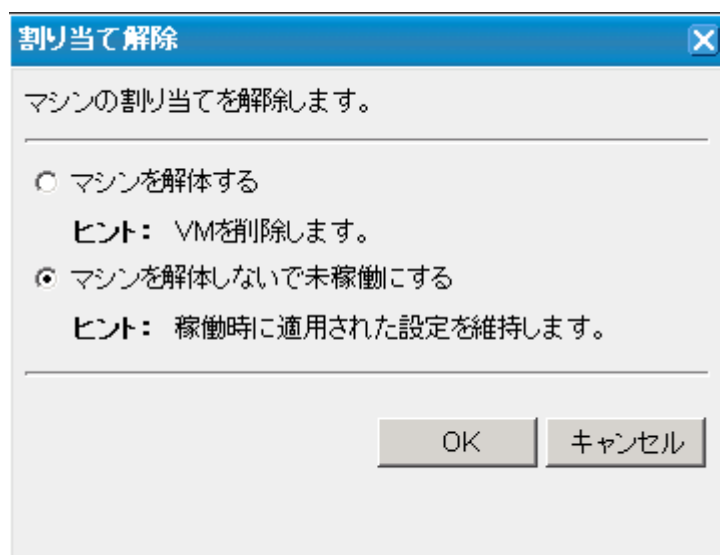 割り当て解除
マシンの割り当てを解除します。
マシンを解体する
ヒント： VMを削除します。
マシンを解体しないで未稼働にする
ヒント： 稼働時に適用された設定を維持します。
OK キャンセル